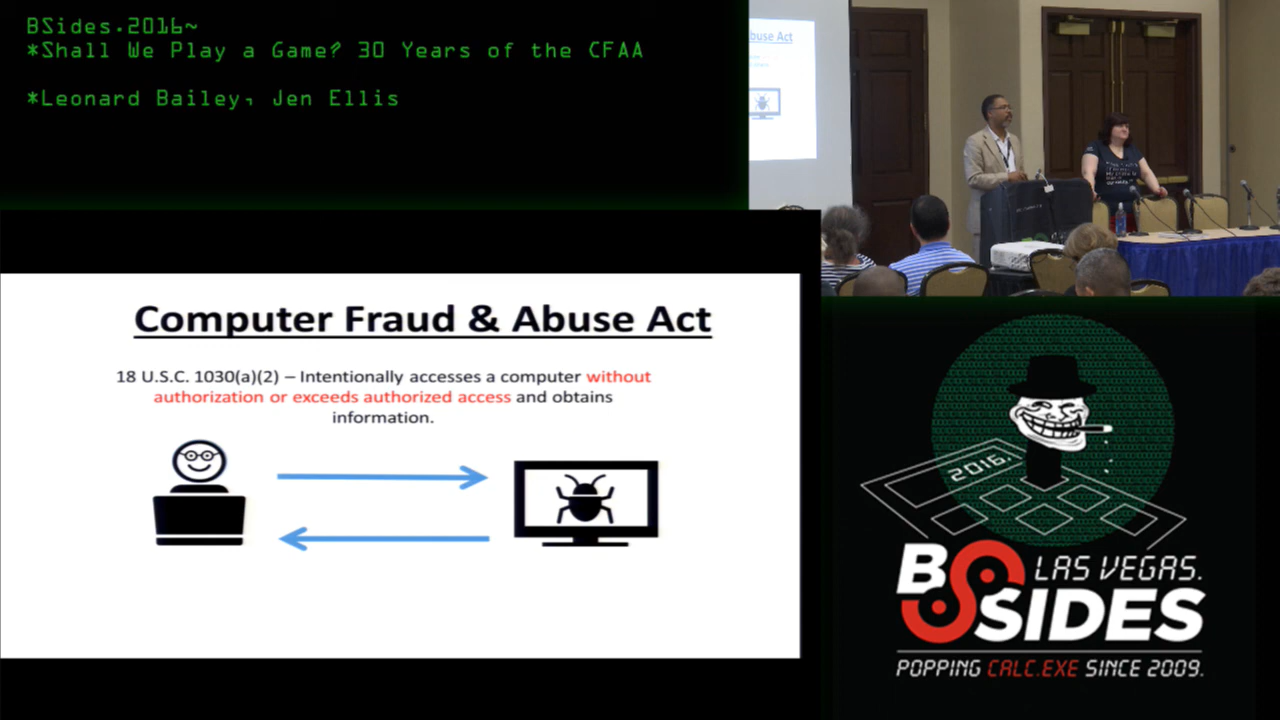 BSides.2016~
*Shall We Play a Game? 30 Years of the CFAA
*Leonard Bailey, Jen Ellis
buse Act
Computer Fraud & Abuse Act
18 U.S.C. 1030(a)(2) – Intentionally accesses a computer without
authorization or exceeds authorized access and obtains
information.
2016.
BSIDES
LAS VEGAS.
POPPING CALC.EXE SINCE 2009.